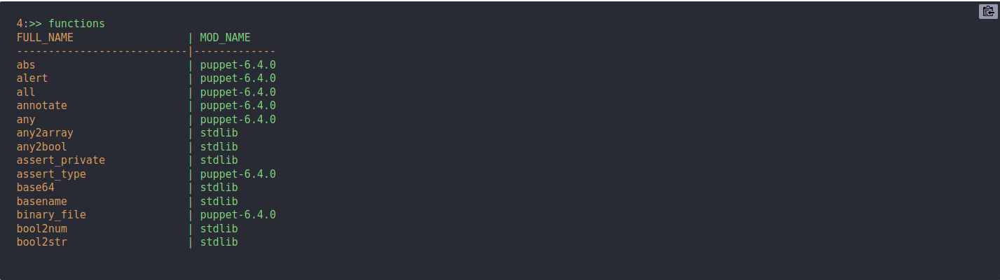 4:>> functions
FULL_NAME                  | MOD_NAME
---------------------------|-------------
abs                        | puppet-6.4.0
alert                      | puppet-6.4.0
all                        | puppet-6.4.0
annotate                   | puppet-6.4.0
any                        | puppet-6.4.0
any2array                  | stdlib
any2bool                   | stdlib
assert_private             | stdlib
assert_type                | puppet-6.4.0
base64                     | stdlib
basename                   | stdlib
binary_file                | puppet-6.4.0
bool2num                   | stdlib
bool2str                   | stdlib